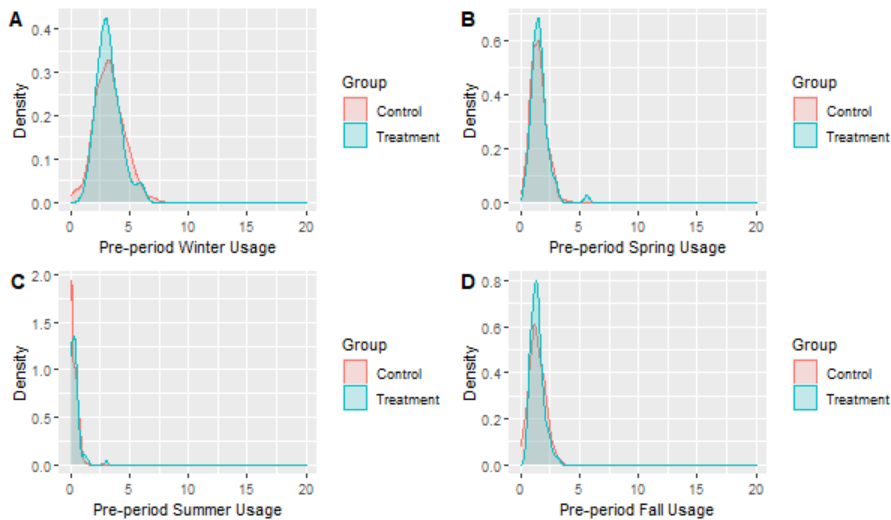 A
Density
0.4
0.3
0.2
0.1
0.0
0 5 10 15 20
Pre-period Winter Usage
Group
Control
Treatment
B
Density
0.6
0.4
0.2
0.0
0 5 10 15 20
Pre-period Spring Usage
Group
Control
Treatment
C
Density
2.0
1.5
1.0
0.5
0.0
0 5 10 15 20
Pre-period Summer Usage
Group
Control
Treatment
D
Density
0.8
0.6
0.4
0.2
0.0
0 5 10 15 20
Pre-period Fall Usage
Group
Control
Treatment